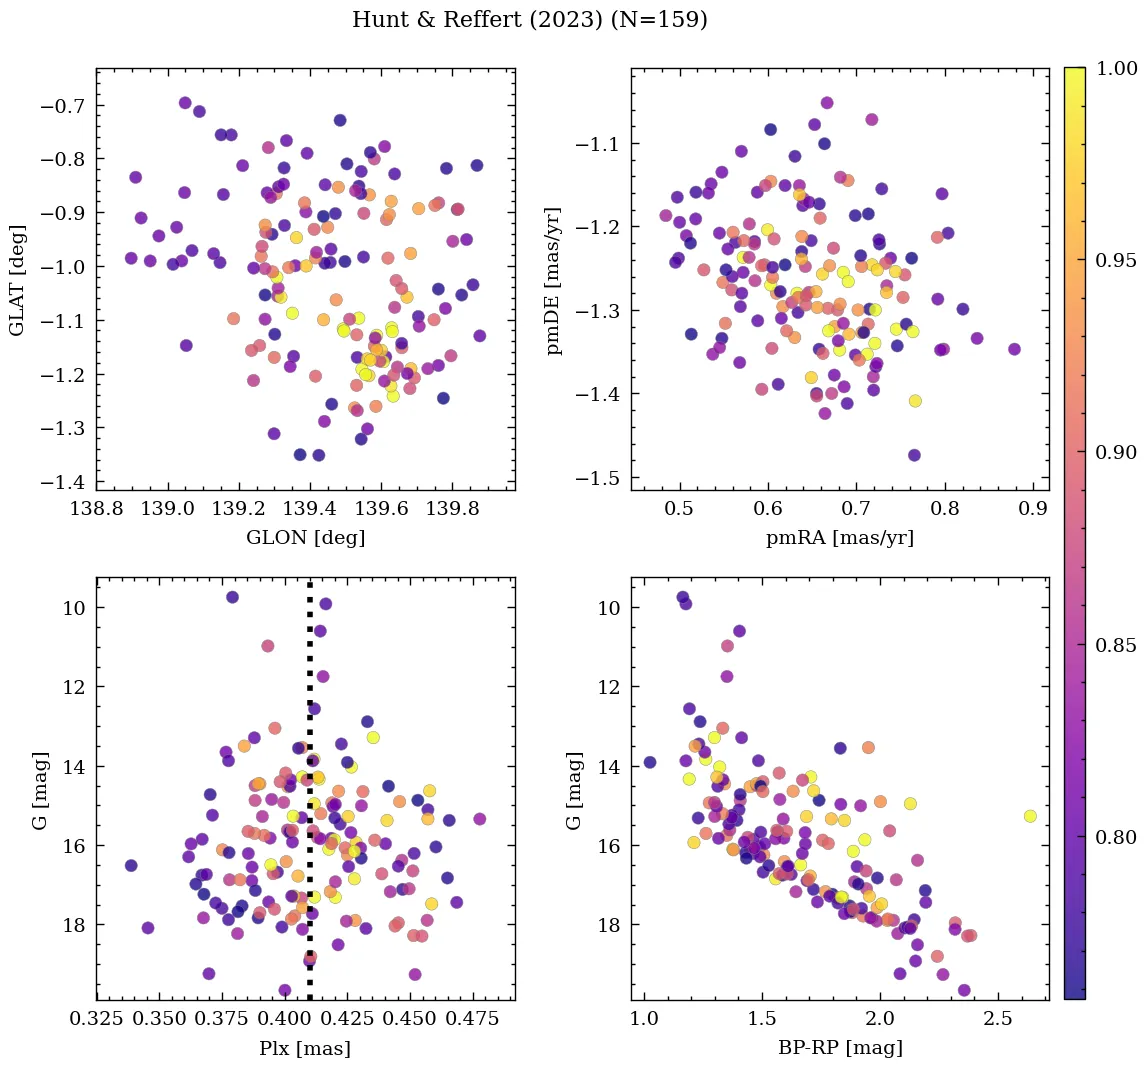 Hunt & Reffert (2023) (N=159)
−0.7
−0.8
−0.9
−1.0
−1.1
−1.2
−1.3
−1.4
GLAT [deg]
138.8 139.0 139.2 139.4 139.6 139.8
GLON [deg]
−1.1
−1.2
−1.3
−1.4
−1.5
pmDE [mas/yr]
0.5 0.6 0.7 0.8 0.9
pmRA [mas/yr]
1.00
0.95
0.90
0.85
0.80
10
12
14
16
18
G [mag]
0.325 0.350 0.375 0.400 0.425 0.450 0.475
Plx [mas]
10
12
14
16
18
G [mag]
1.0 1.5 2.0 2.5
BP-RP [mag]